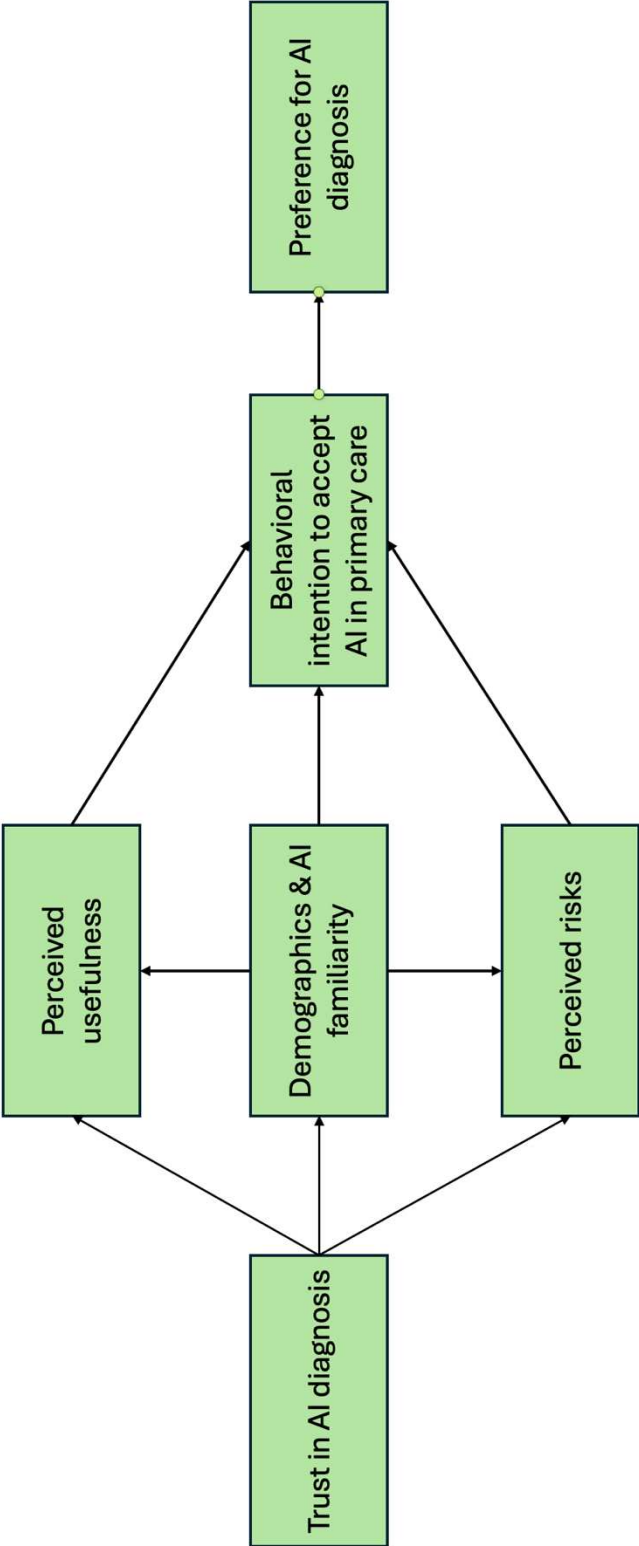 Trust in AI diagnosis
Perceived
usefulness
Demographics & AI
familiarity
Perceived risks
Behavioral
intention to accept
AI in primary care
Preference for AI
diagnosis